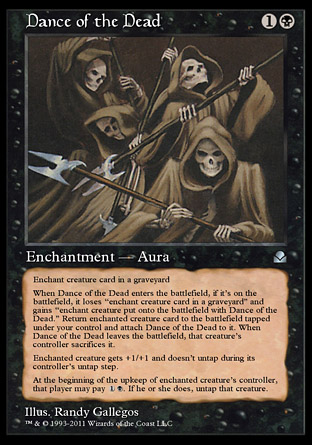 Dance of the Dead 1
Enchantment — Aura
Enchant creature card in a graveyard
When Dance of the Dead enters the battlefield, if it's on the
battlefield, it loses "enchant creature card in a graveyard" and
gains "enchant creature put onto the battlefield with Dance of
the Dead." Return enchanted creature card to the battlefield tapped
under your control and attach Dance of the Dead to it. When
Dance of the Dead leaves the battlefield, that creature's
controller sacrifices it.
Enchanted creature gets +1/+1 and doesn't untap during its
controller's untap step.
At the beginning of the upkeep of enchanted creature's controller,
that player may pay 1. If he or she does, untap that creature.
Illus. Randy Gallegos
™ & © 1993-2011 Wizards of the Coast LLC